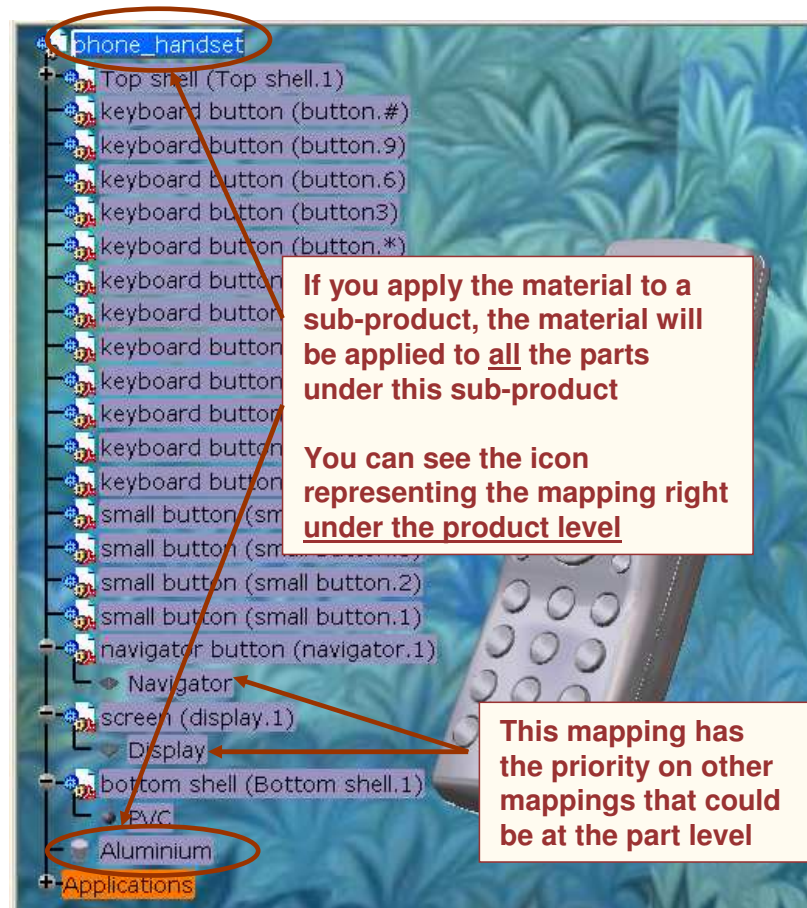 phone_handset
Top shell (Top shell.1)
keyboard button (button.#)
keyboard button (button.9)
keyboard button (button.6)
keyboard button (button3)
keyboard button (button.*)
keyboard button
keyboard button
keyboard button
keyboard button
keyboard button
keyboard button
keyboard button
small button (sm
small button (small button.
small button (small button.2)
small button (small button.1)
navigator button (navigator.1)
Navigator
screen (display.1)
Display
bottom shell (Bottom shell.1)
PVC
Aluminium
Applications
If you apply the material to a
sub-product, the material will
be applied to all the parts
under this sub-product
You can see the icon
representing the mapping right
under the product level
This mapping has
the priority on other
mappings that could
be at the part level